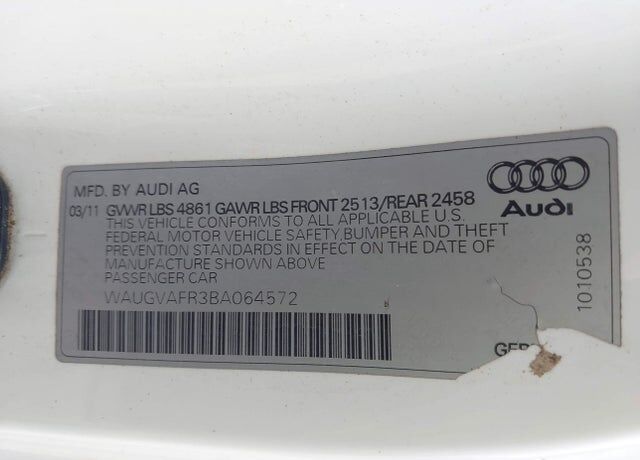 MFD. BY AUDI AG
03/11 GVWR LBS 4861 GAWR LBS FRONT 2513/REAR 2458
THIS VEHICLE CONFORMS TO ALL APPLICABLE U.S.
FEDERAL MOTOR VEHICLE SAFETY, BUMPER AND THEFT
PREVENTION STANDARDS IN EFFECT ON THE DATE OF
MANUFACTURE SHOWN ABOVE
PASSENGER CAR
WAUGVAFR3BA064572
Audi
1010538